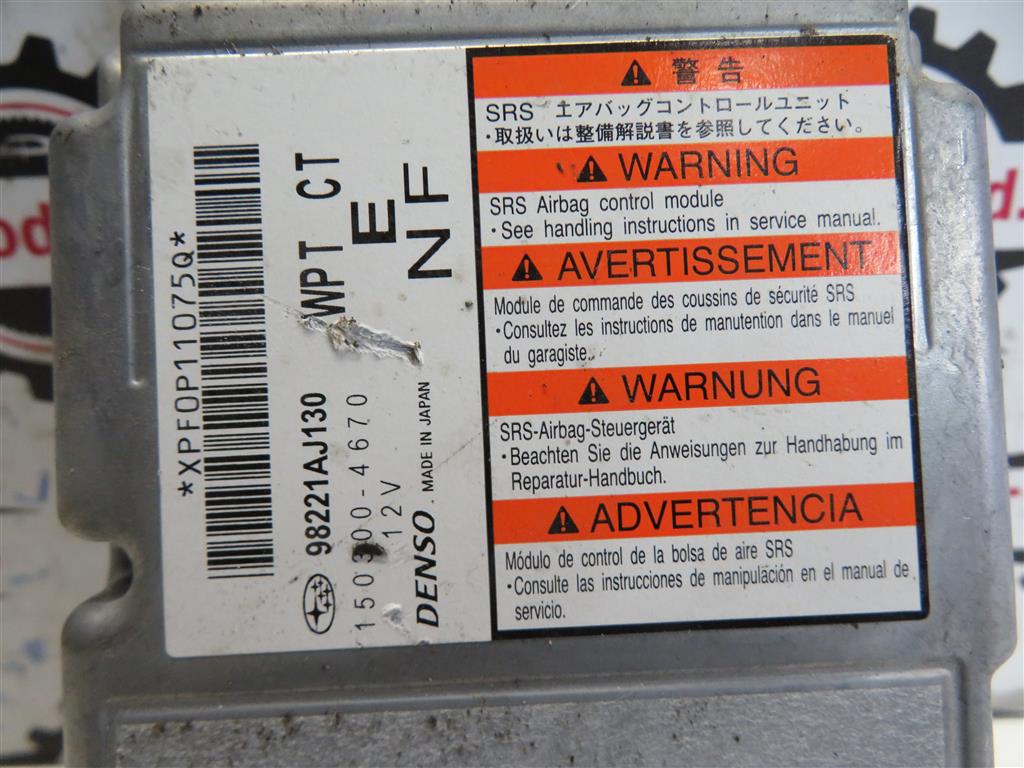 *XPF0P11075Q*
98221AJ130 WPT CT
150300-4670 E
12V NF
DENSO . MADE IN JAPAN
警告
SRS エアバッグコントロールユニット
・取扱いは整備解説書を参照してください。
WARNING
SRS Airbag control module
・See handling instructions in service manual.
AVERTISSEMENT
Module de commande des coussins de sécurité SRS
・Consultez les instructions de manutention dans le manuel
du garagiste.
WARNUNG
SRS-Airbag-Steuergerät
・Beachten Sie die Anweisungen zur Handhabung im
Reparatur-Handbuch.
ADVERTENCIA
Módulo de control de la bolsa de aire SRS
・Consulte las instrucciones de manipulación en el manual de
servicio.